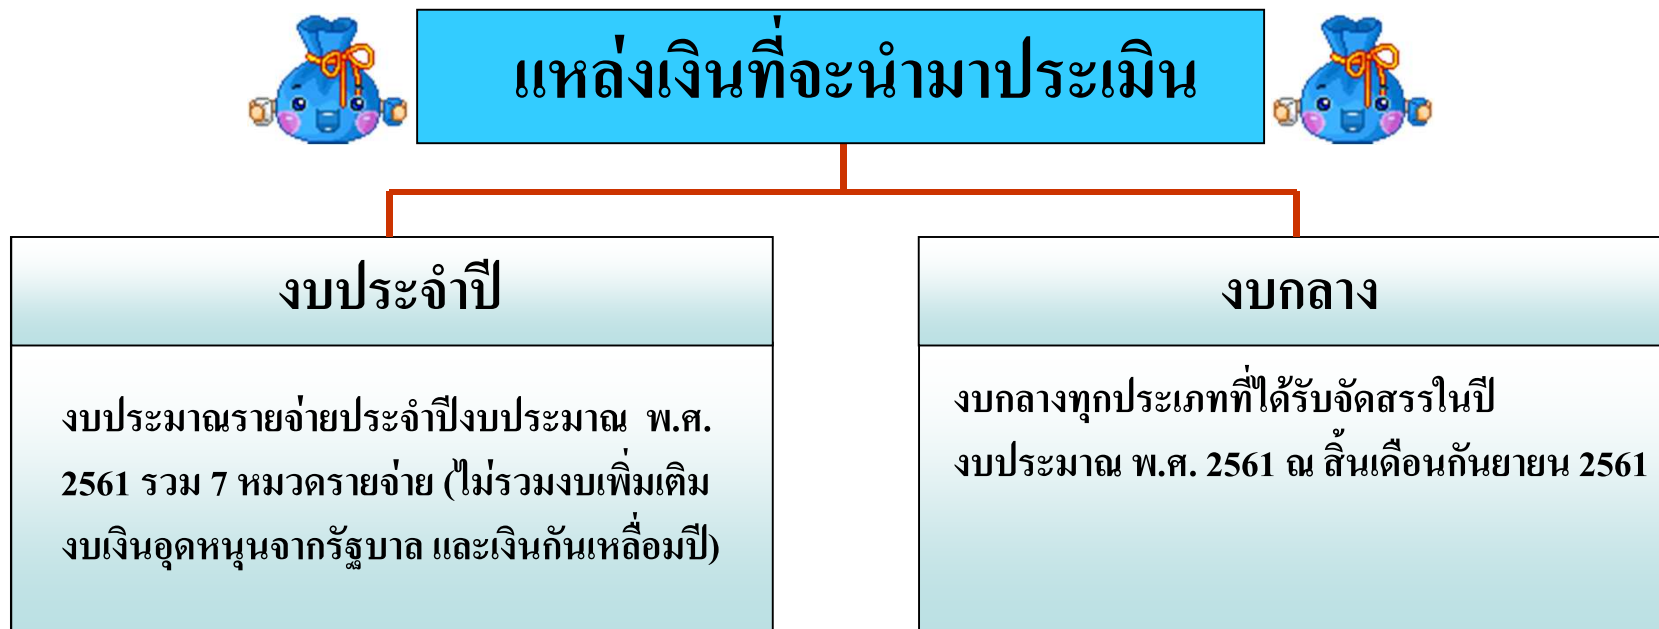 แหล่งเงินที่จะนำมาประเมิน
งบประจำปี
งบประมาณรายจ่ายประจำปีงบประมาณ พ.ศ.
2561 รวม 7 หมวดรายจ่าย (ไม่รวมงบเพิ่มเติม
งบเงินอุดหนุนจากรัฐบาล และเงินกันเหลื่อมปี)
งบกลาง
งบกลางทุกประเภทที่ได้รับจัดสรรในปี
งบประมาณ พ.ศ. 2561 ณ สิ้นเดือนกันยายน 2561